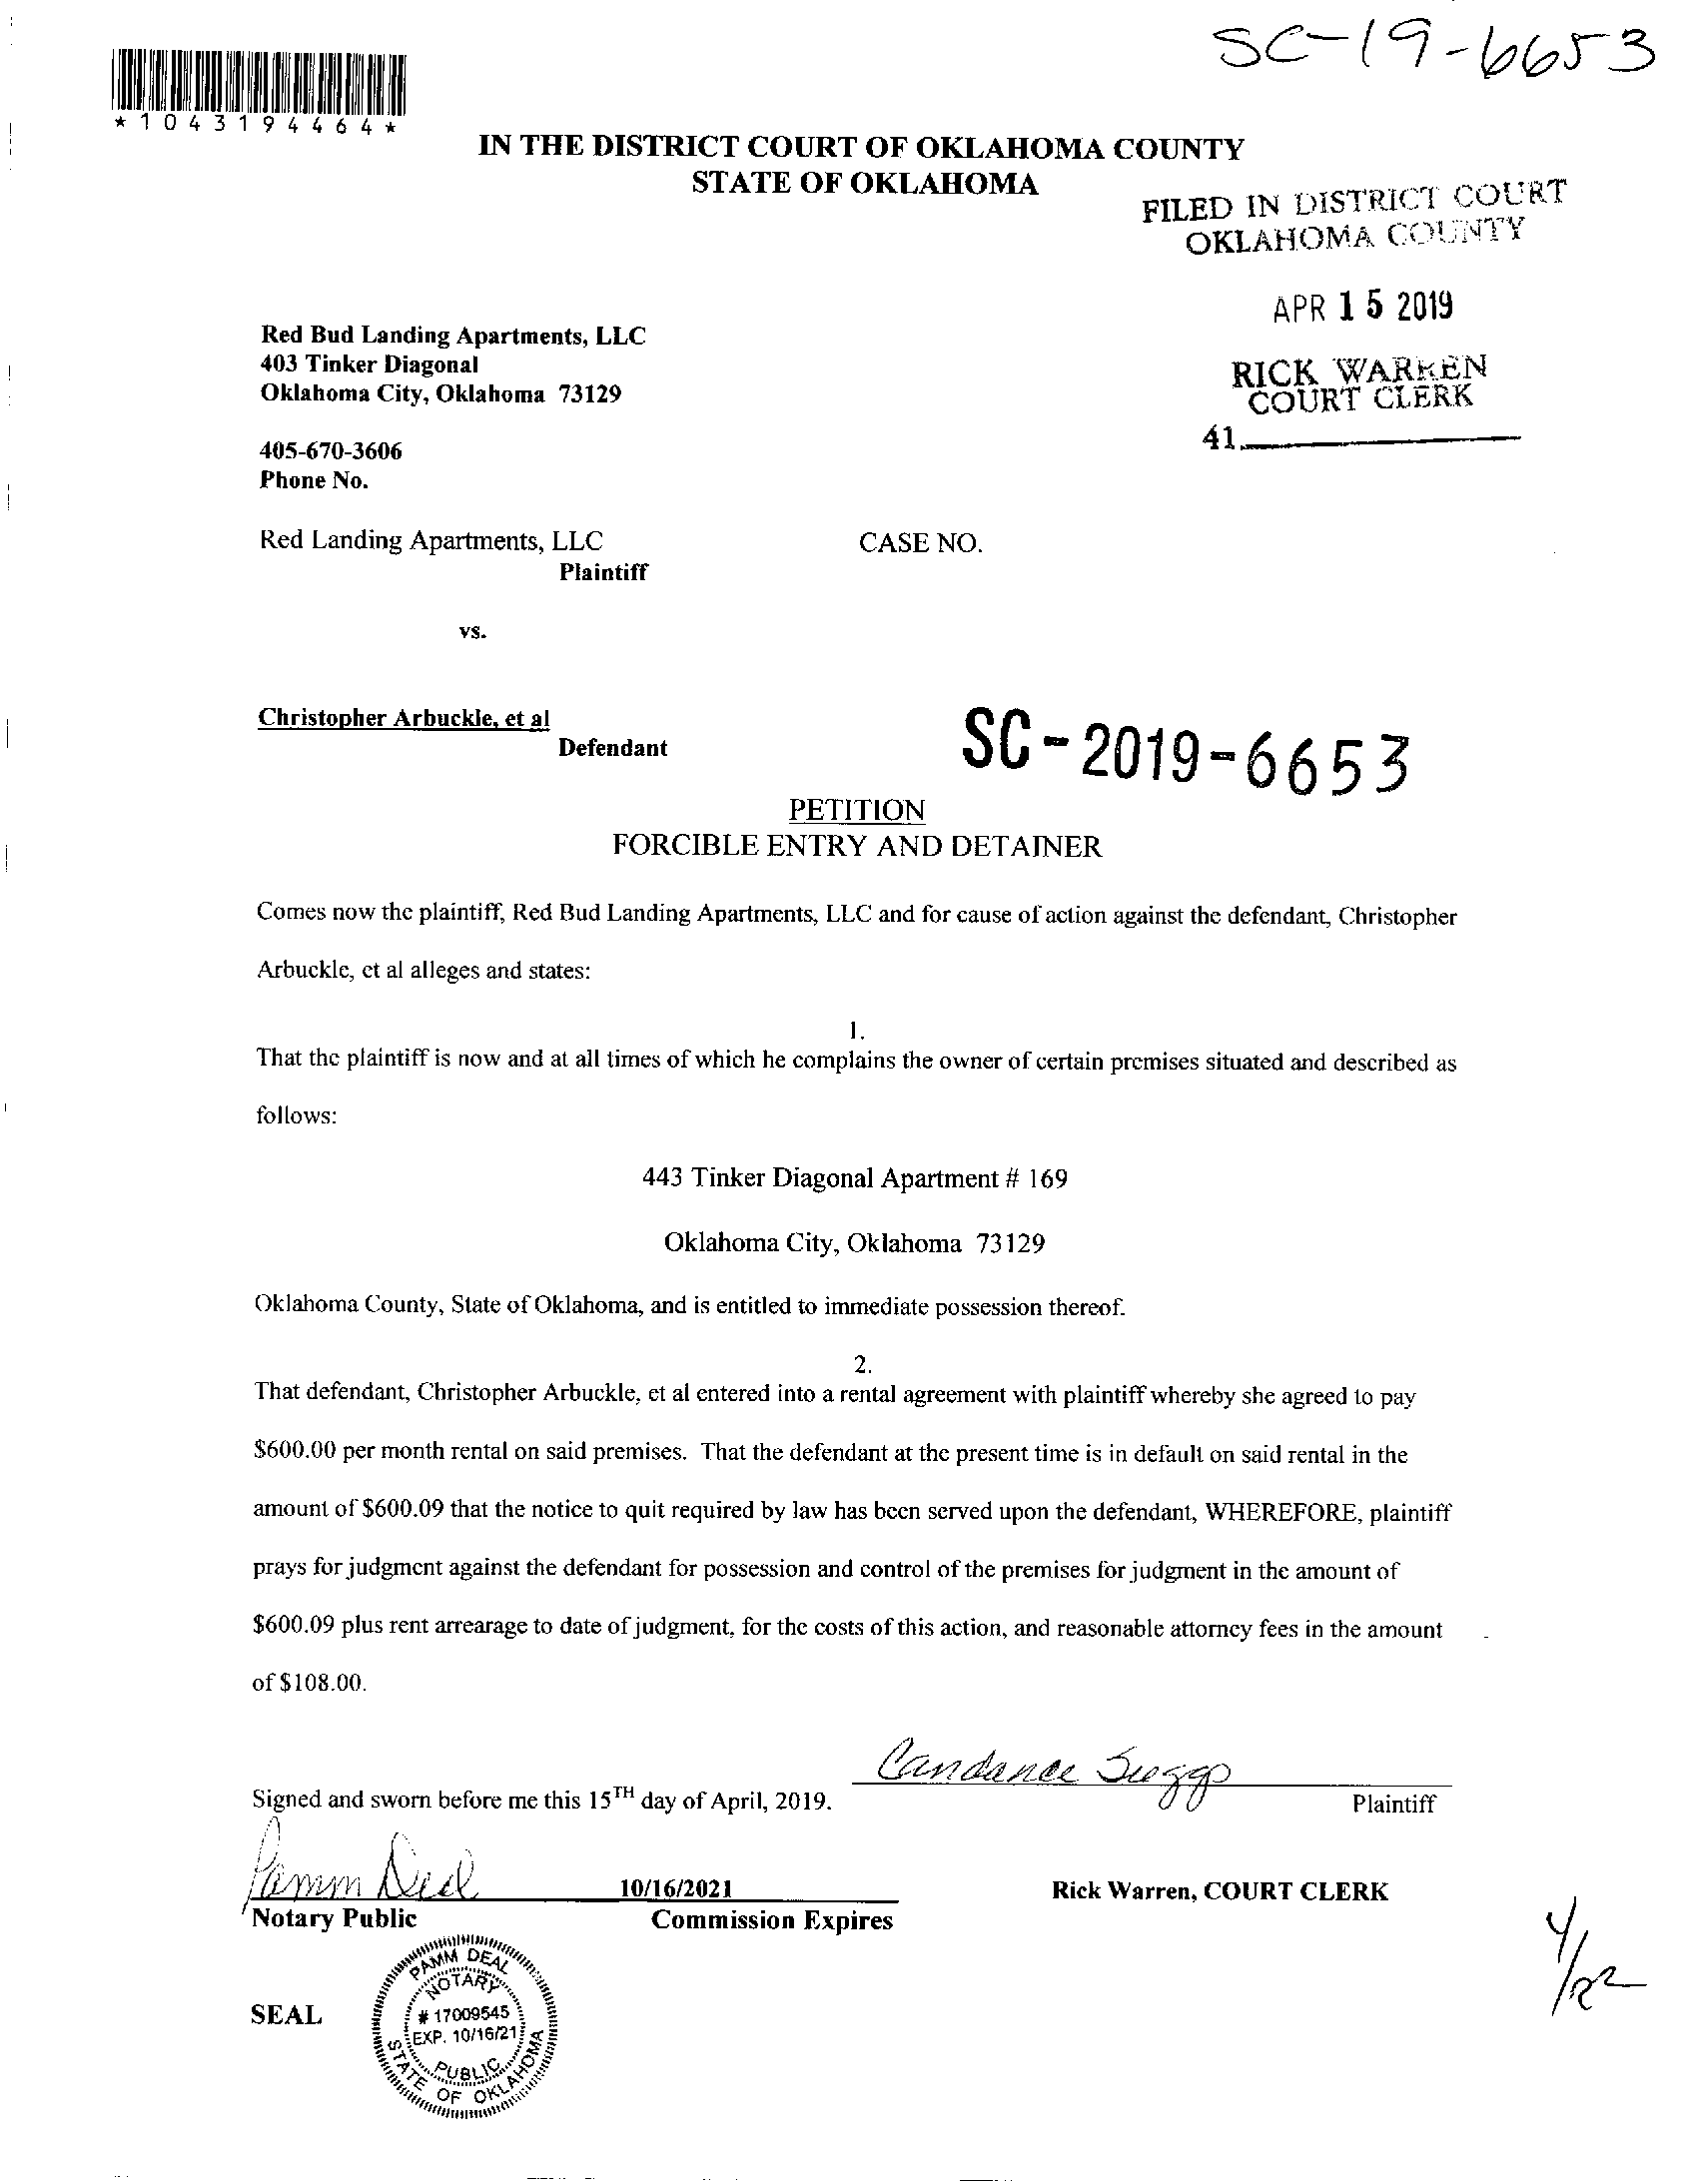 SC-19-6653
*1043194464*
IN THE DISTRICT COURT OF OKLAHOMA COUNTY
STATE OF OKLAHOMA
FILED IN DISTRICT COURT
OKLAHOMA COUNTY
APR 15 2019
RICK WARREN
COURT CLERK
41
Red Bud Landing Apartments, LLC
403 Tinker Diagonal
Oklahoma City, Oklahoma 73129
405-670-3606
Phone No.
Red Landing Apartments, LLC CASE NO.
Plaintiff
vs.
Christopher Arbuckle, et al
Defendant
SC-2019-6653
PETITION
FORCIBLE ENTRY AND DETAINER
Comes now the plaintiff, Red Bud Landing Apartments, LLC and for cause of action against the defendant, Christopher
Arbuckle, et al alleges and states:
1.
That the plaintiff is now and at all times of which he complains the owner of certain premises situated and described as
follows:
443 Tinker Diagonal Apartment # 169
Oklahoma City, Oklahoma 73129
Oklahoma County, State of Oklahoma, and is entitled to immediate possession thereof.
2.
That defendant, Christopher Arbuckle, et al entered into a rental agreement with plaintiff whereby she agreed to pay
$600.00 per month rental on said premises. That the defendant at the present time is in default on said rental in the
amount of $600.09 that the notice to quit required by law has been served upon the defendant, WHEREFORE, plaintiff
prays for judgment against the defendant for possession and control of the premises for judgment in the amount of
$600.09 plus rent arrearage to date of judgment, for the costs of this action, and reasonable attorney fees in the amount
of $108.00.
Candance Suggs
Signed and sworn before me this 15TH day of April, 2019.
Plaintiff
Pamm Deal
10/16/2021
Rick Warren, COURT CLERK
Notary Public
Commission Expires
4/22
SEAL
PAMM DEAL
NOTARY
# 17009545
EXP. 10/16/21
PUBLIC
STATE OF OKLAHOMA